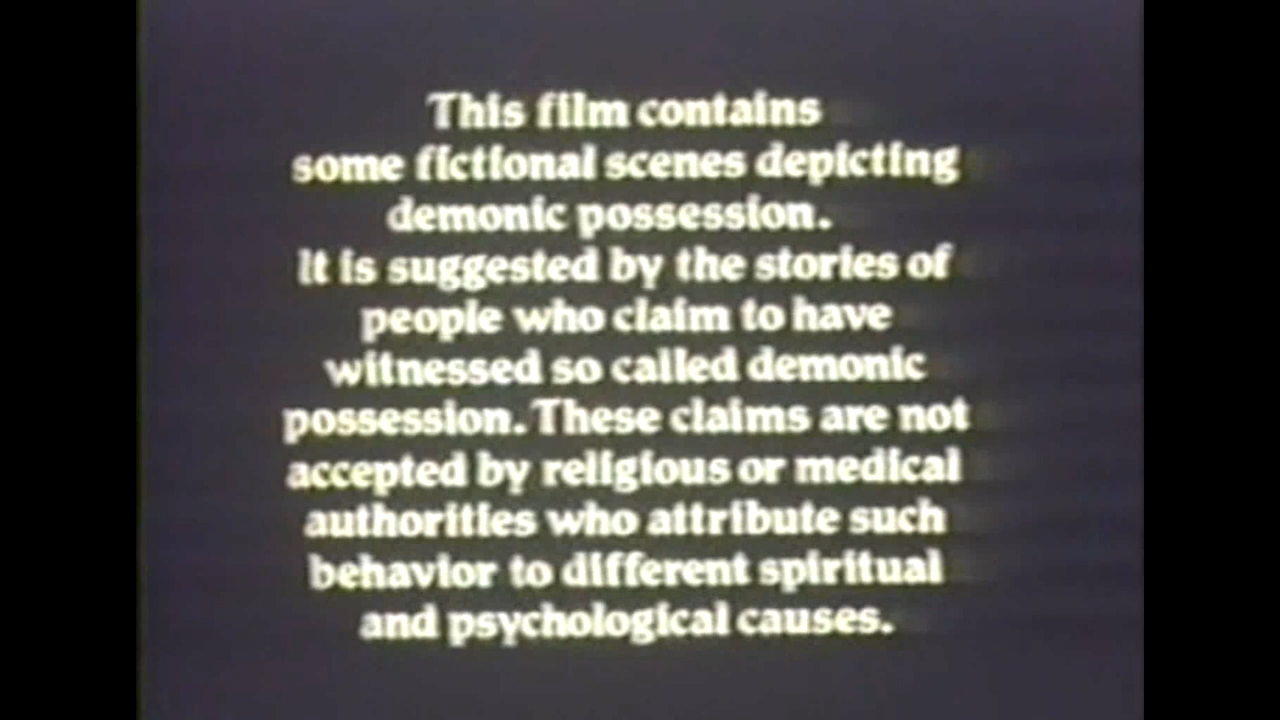 This film contains
some fictional scenes depicting
demonic possession.
It is suggested by the stories of
people who claim to have
witnessed so called demonic
possession. These claims are not
accepted by religious or medical
authorities who attribute such
behavior to different spiritual
and psychological causes.